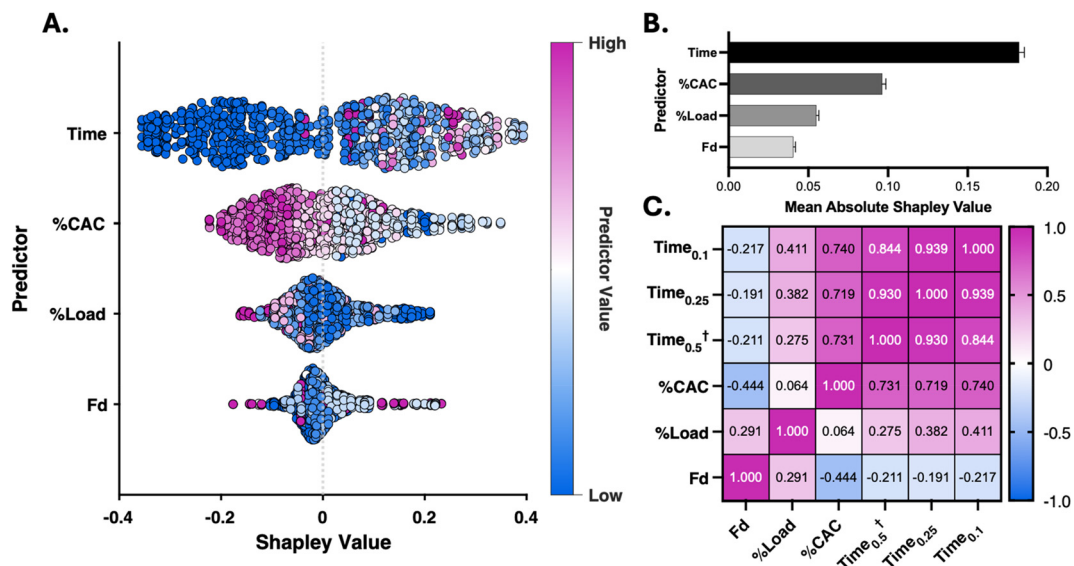 A.
Predictor
Time
%CAC
%Load
Fd
-0.4
-0.2
0
0.2
0.4
Shapley Value
High
Predictor Value
Low
B.
Predictor
Time
%CAC
%Load
Fd
0.00
0.05
0.10
0.15
0.20
Mean Absolute Shapley Value
C.
Time0.1 -0.217 0.411 0.740 0.844 0.939 1.000
Time0.25 -0.191 0.382 0.719 0.930 1.000 0.939
Time0.5† -0.211 0.275 0.731 1.000 0.930 0.844
%CAC -0.444 0.064 1.000 0.731 0.719 0.740
%Load 0.291 1.000 0.064 0.275 0.382 0.411
Fd 1.000 0.291 -0.444 -0.211 -0.191 -0.217
Fd %Load %CAC Time0.5† Time0.25 Time0.1
1.0
0.5
0
-0.5
-1.0